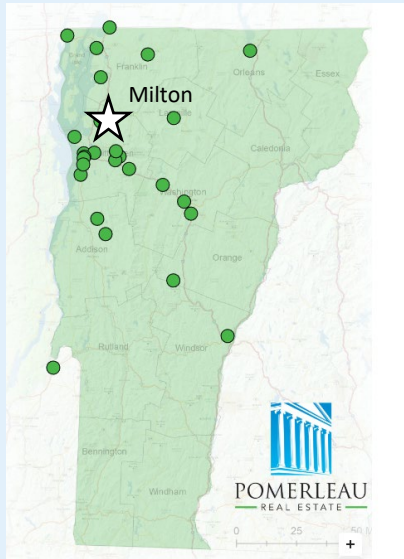 Franklin
Orleans
Essex
Milton
Lamoille
Caledonia
Washington
Addison
Orange
Rutland
Windsor
Bennington
Windham
POMERLEAU
REAL ESTATE
0 25 50 M
+